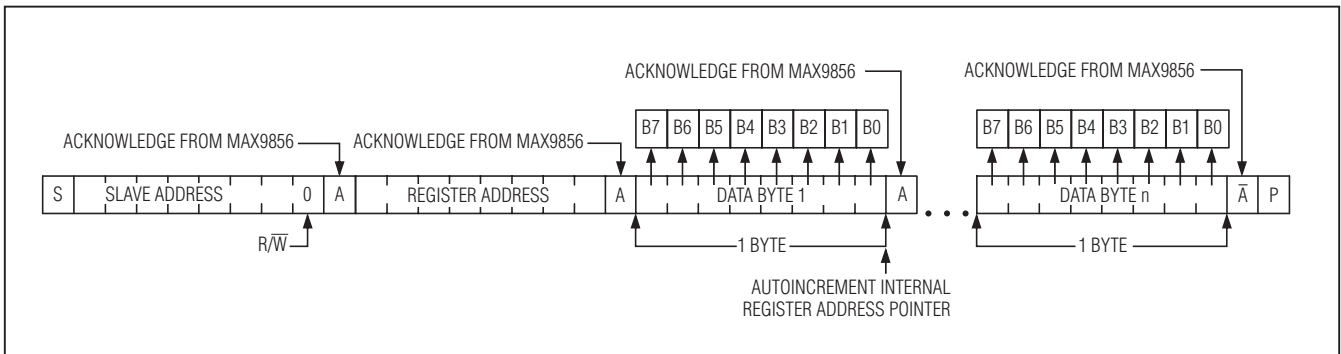 ACKNOWLEDGE FROM MAX9856
ACKNOWLEDGE FROM MAX9856
B7 B6 B5 B4 B3 B2 B1 B0
B7 B6 B5 B4 B3 B2 B1 B0
ACKNOWLEDGE FROM MAX9856
ACKNOWLEDGE FROM MAX9856
S SLAVE ADDRESS 0 A REGISTER ADDRESS A DATA BYTE 1 A • • • • DATA BYTE n A̅ P
R/W̅
1 BYTE
1 BYTE
AUTOINCREMENT INTERNAL
REGISTER ADDRESS POINTER